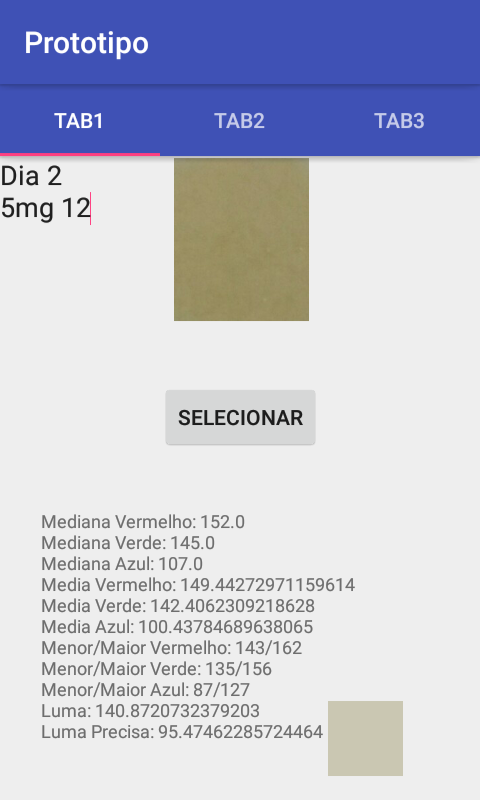 Prototipo
TAB1 TAB2 TAB3
Dia 2
5mg 12
SELECIONAR
Mediana Vermelho: 152.0
Mediana Verde: 145.0
Mediana Azul: 107.0
Media Vermelho: 149.44272971159614
Media Verde: 142.4062309218628
Media Azul: 100.43784689638065
Menor/Maior Vermelho: 143/162
Menor/Maior Verde: 135/156
Menor/Maior Azul: 87/127
Luma: 140.8720732379203
Luma Precisa: 95.47462285724464